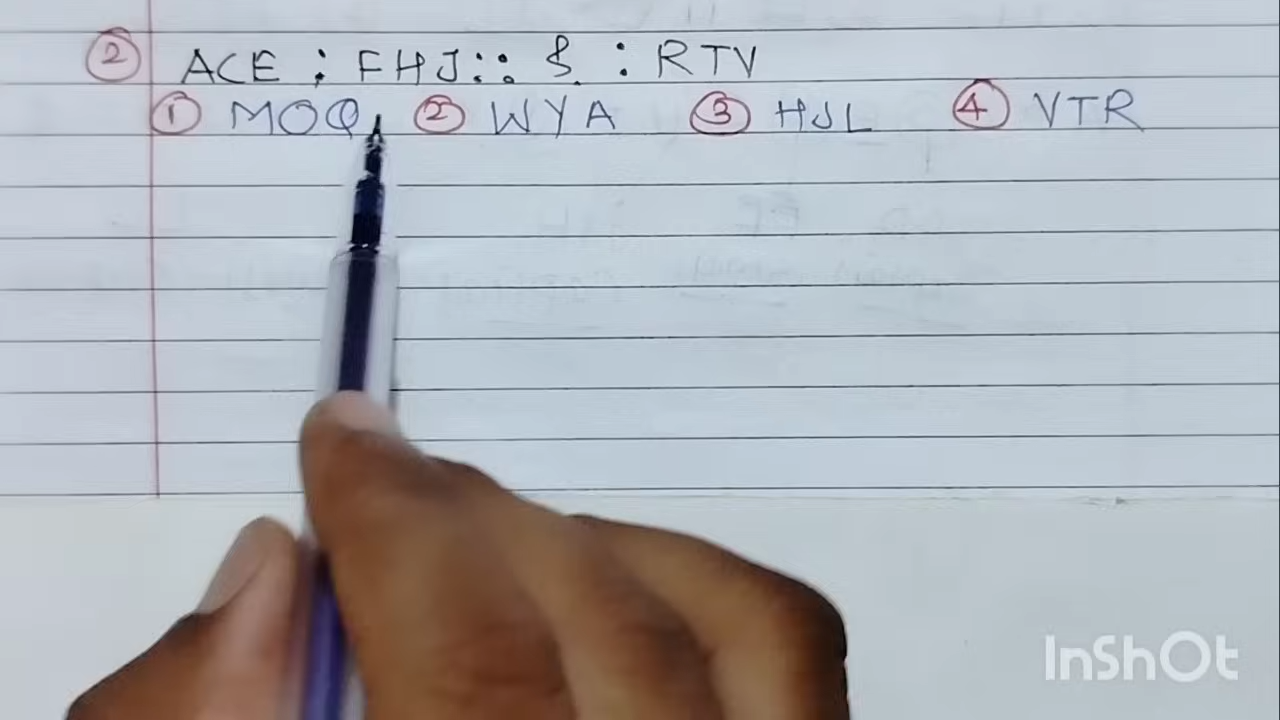 ② ACE : FHJ :: ? : RTV
① MOQ ② WYA ③ HJL ④ VTR
InShOt